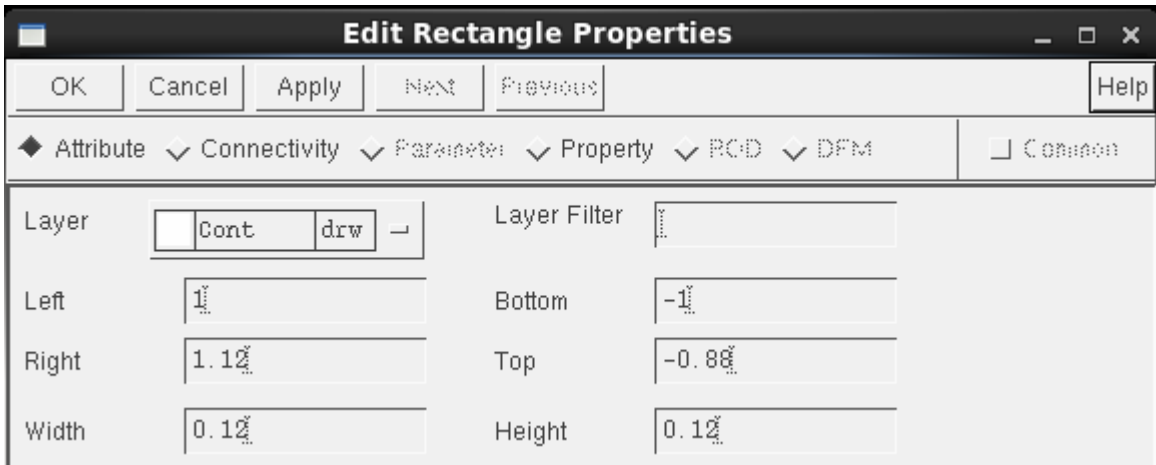 Edit Rectangle Properties
OK Cancel Apply Next Previous Help
Attribute Connectivity Parameter Property ROD DFM Common
Layer Cont drw Layer Filter
Left 1 Bottom -1
Right 1.12 Top -0.88
Width 0.12 Height 0.12